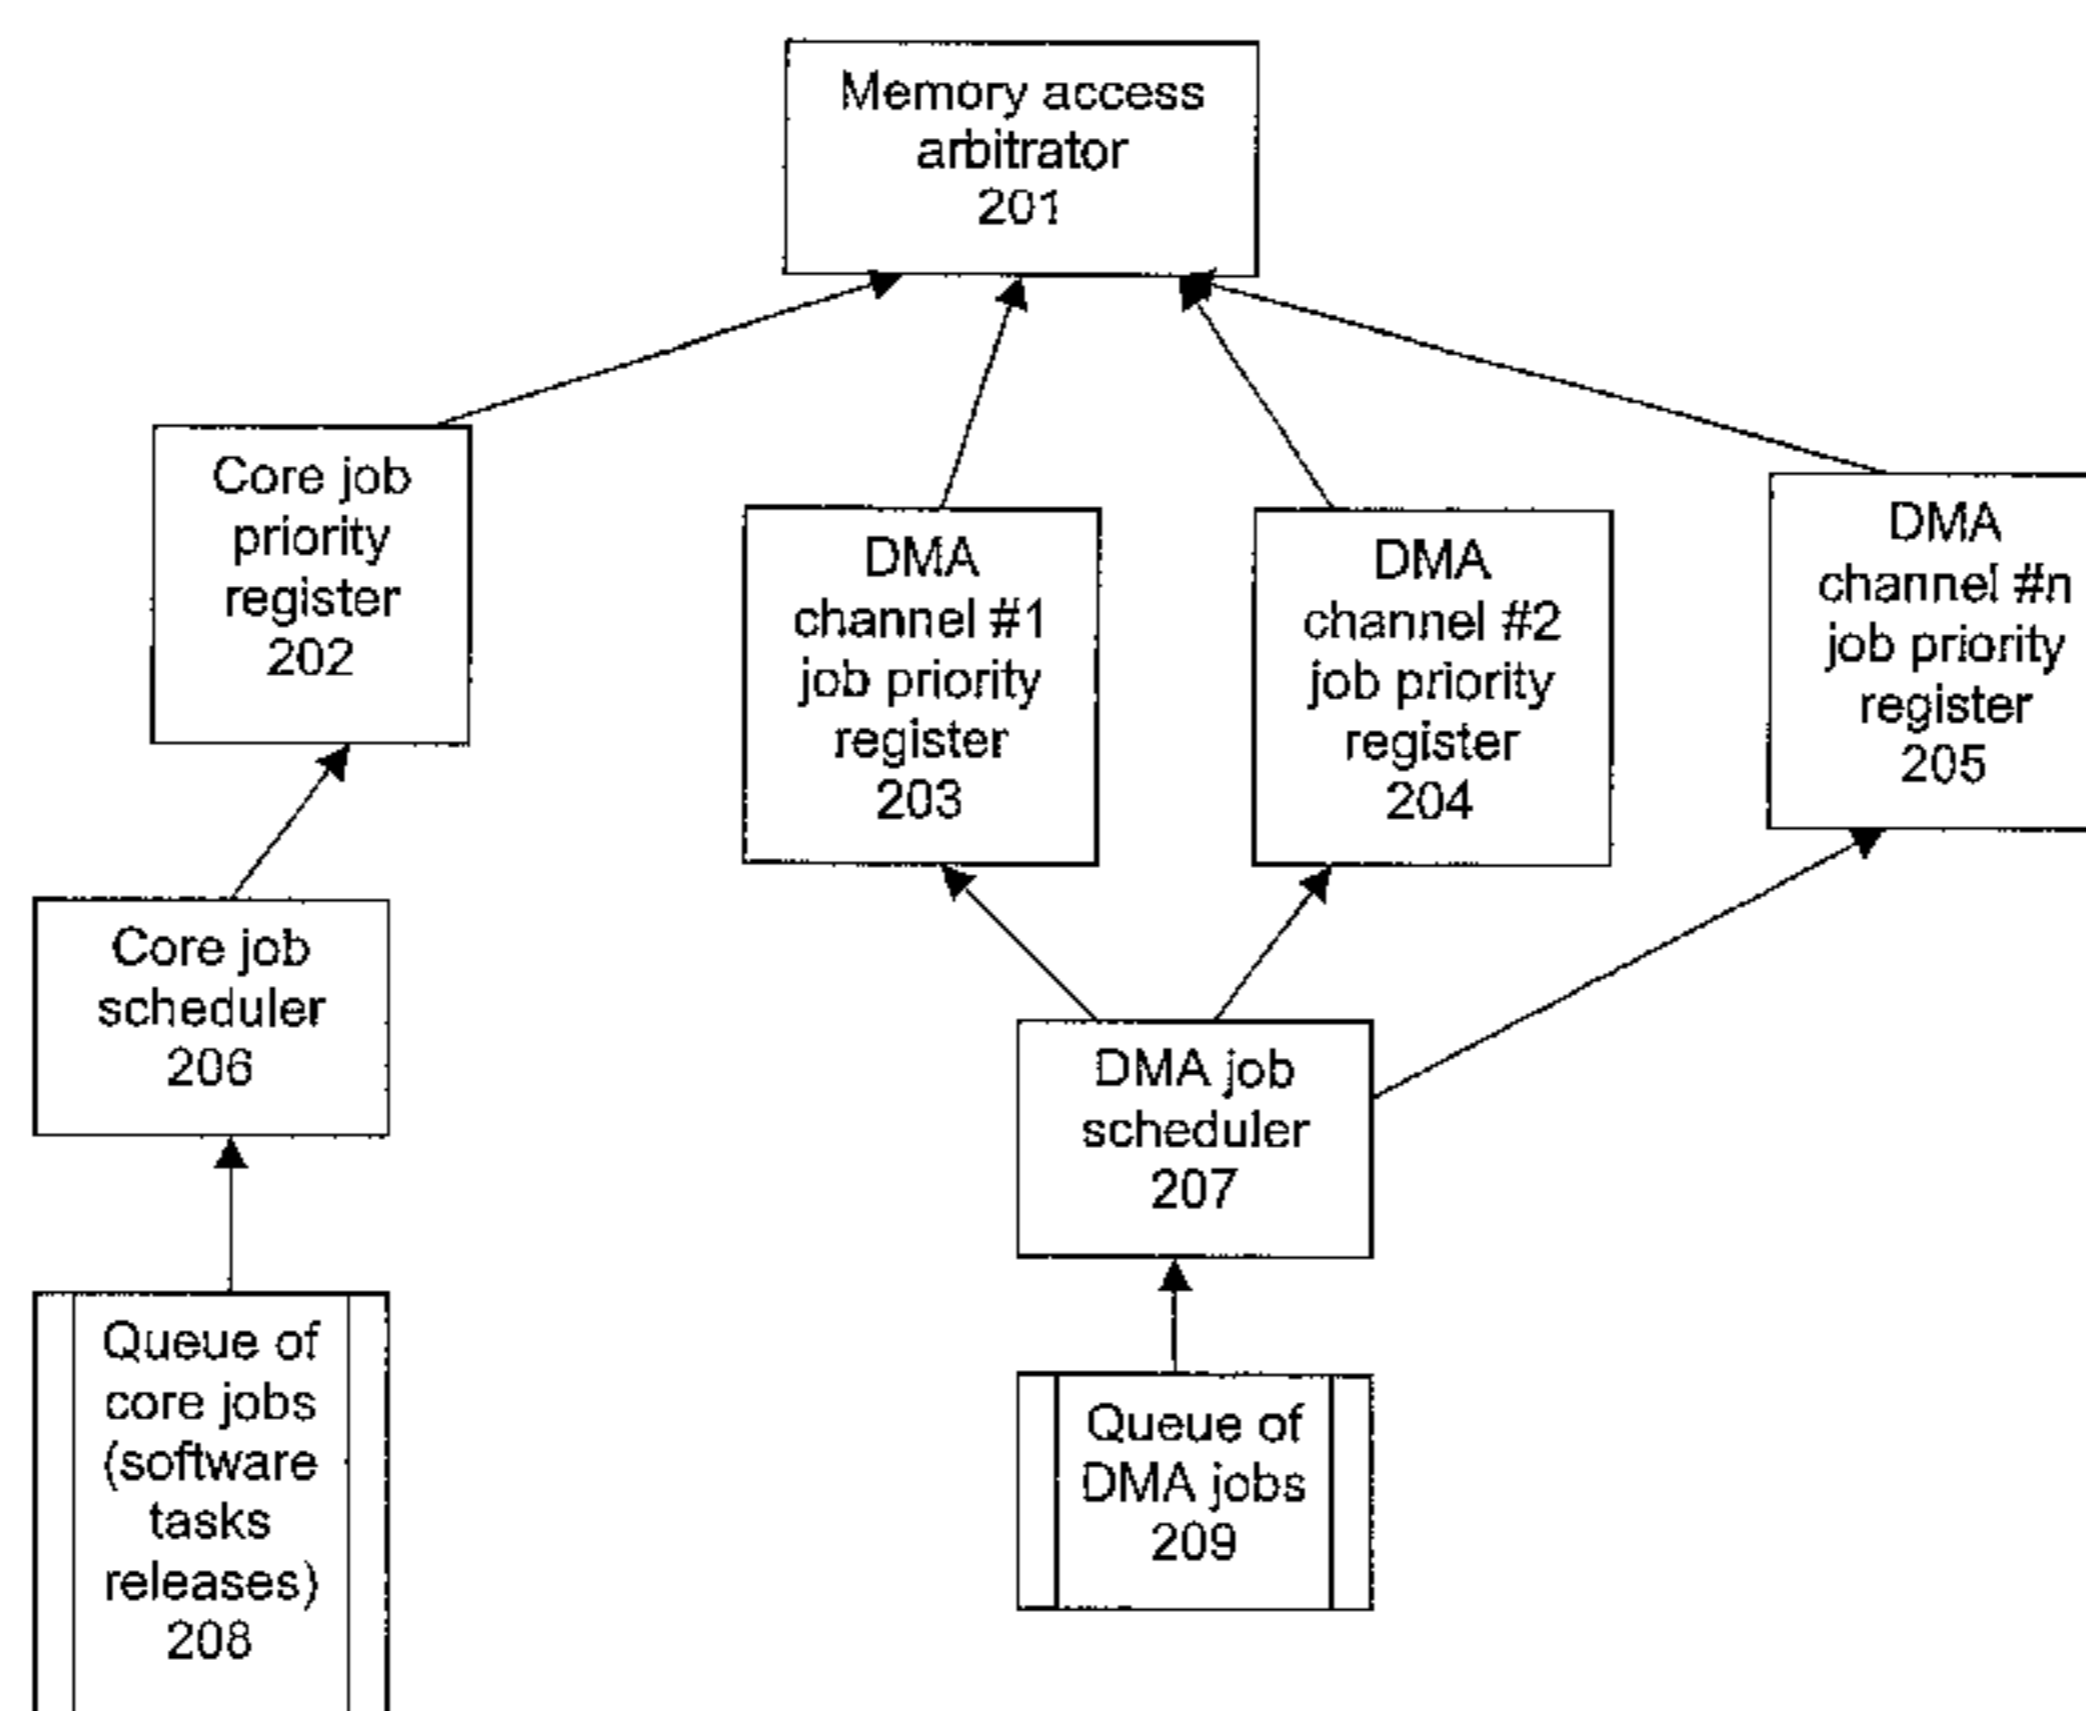 Memory access
arbitrator
201
Core job
priority
register
202
DMA
channel #1
job priority
register
203
DMA
channel #2
job priority
register
204
DMA
channel #n
job priority
register
205
Core job
scheduler
206
DMA job
scheduler
207
Queue of
core jobs
(software
tasks
releases)
208
Queue of
DMA jobs
209